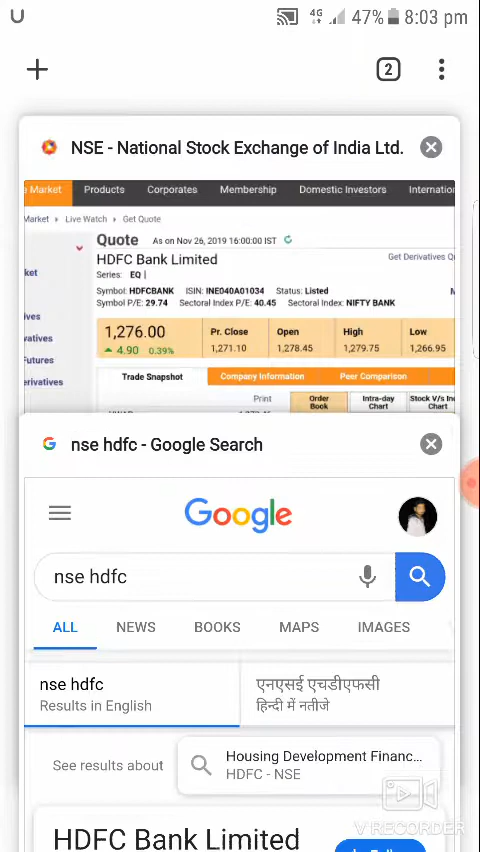 4G 47% 8:03 pm
2
NSE - National Stock Exchange of India Ltd.
Market Products Corporates Membership Domestic Investors
Market Live Watch Get Quote
Quote As on Nov 26, 2019 16:00:00 IST
HDFC Bank Limited Get Derivatives
Series: EQ |
Symbol: HDFCBANK ISIN: INE040A01034 Status: Listed
Symbol P/E: 29.74 Sectoral Index P/E: 40.45 Sectoral Index: NIFTY BANK
1,276.00 Pr. Close Open High Low
4.90 0.39% 1,271.10 1,278.45 1,279.75 1,266.95
Trade Snapshot Company Information Peer Comparison
Print Order Book Intra-day Chart Stock V/s Chart
nse hdfc - Google Search
Google
nse hdfc
ALL NEWS BOOKS MAPS IMAGES
nse hdfc
Results in English
एनएसई एचडीएफसी
हिन्दी में नतीजे
See results about
Housing Development Financ...
HDFC - NSE
HDFC Bank Limited
V RECORDER